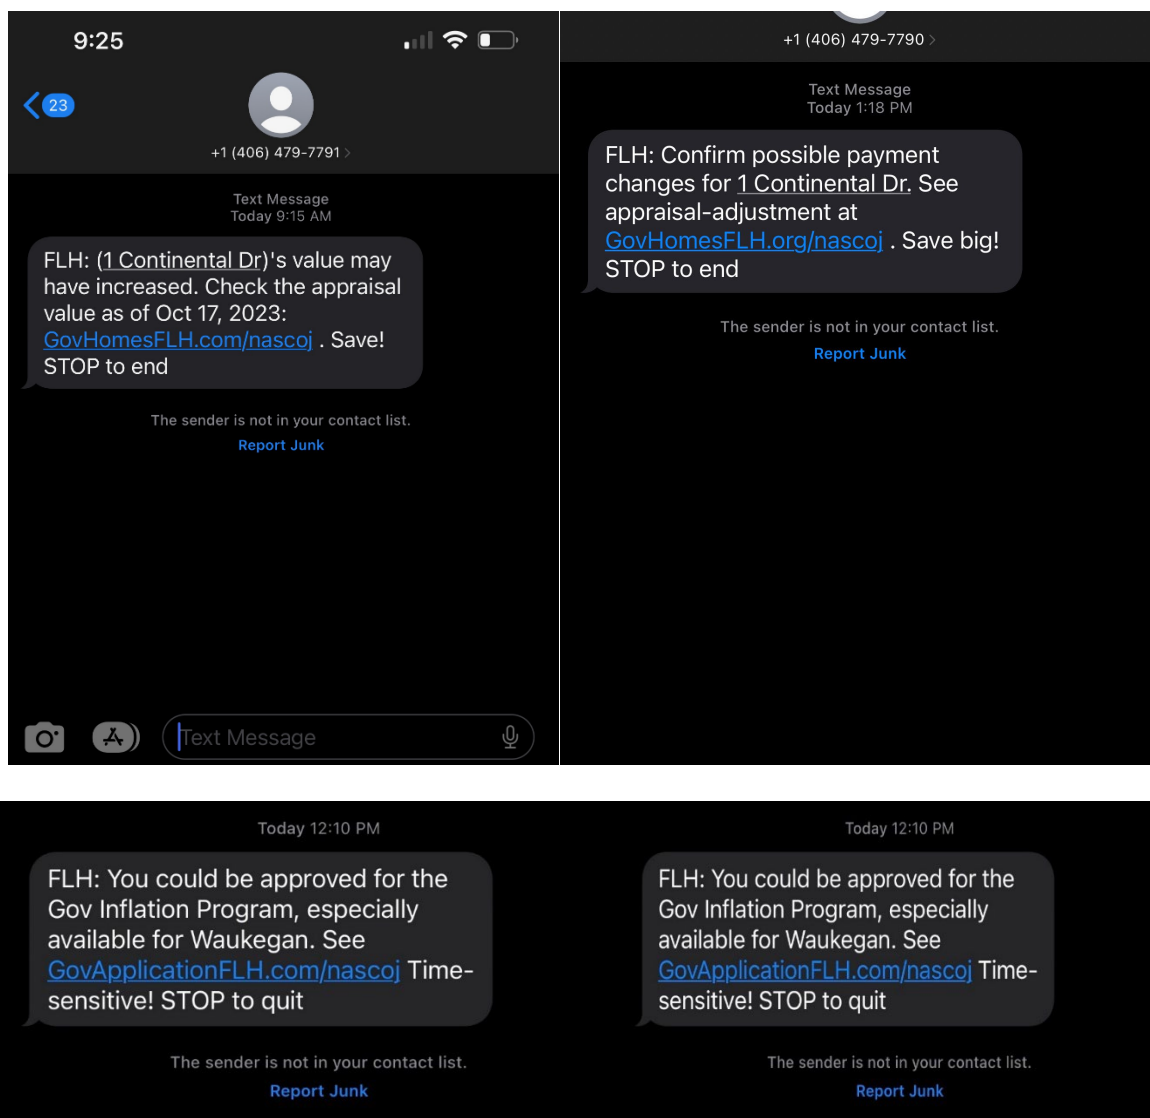 9:25
23
+1 (406) 479-7791 >
Text Message
Today 9:15 AM
FLH: (1 Continental Dr)'s value may
have increased. Check the appraisal
value as of Oct 17, 2023:
GovHomesFLH.com/nascoj . Save!
STOP to end
The sender is not in your contact list.
Report Junk
Text Message
+1 (406) 479-7790 >
Text Message
Today 1:18 PM
FLH: Confirm possible payment
changes for 1 Continental Dr. See
appraisal-adjustment at
GovHomesFLH.org/nascoj . Save big!
STOP to end
The sender is not in your contact list.
Report Junk
Today 12:10 PM
FLH: You could be approved for the
Gov Inflation Program, especially
available for Waukegan. See
GovApplicationFLH.com/nascoj Time-
sensitive! STOP to quit
The sender is not in your contact list.
Report Junk
Today 12:10 PM
FLH: You could be approved for the
Gov Inflation Program, especially
available for Waukegan. See
GovApplicationFLH.com/nascoj Time-
sensitive! STOP to quit
The sender is not in your contact list.
Report Junk